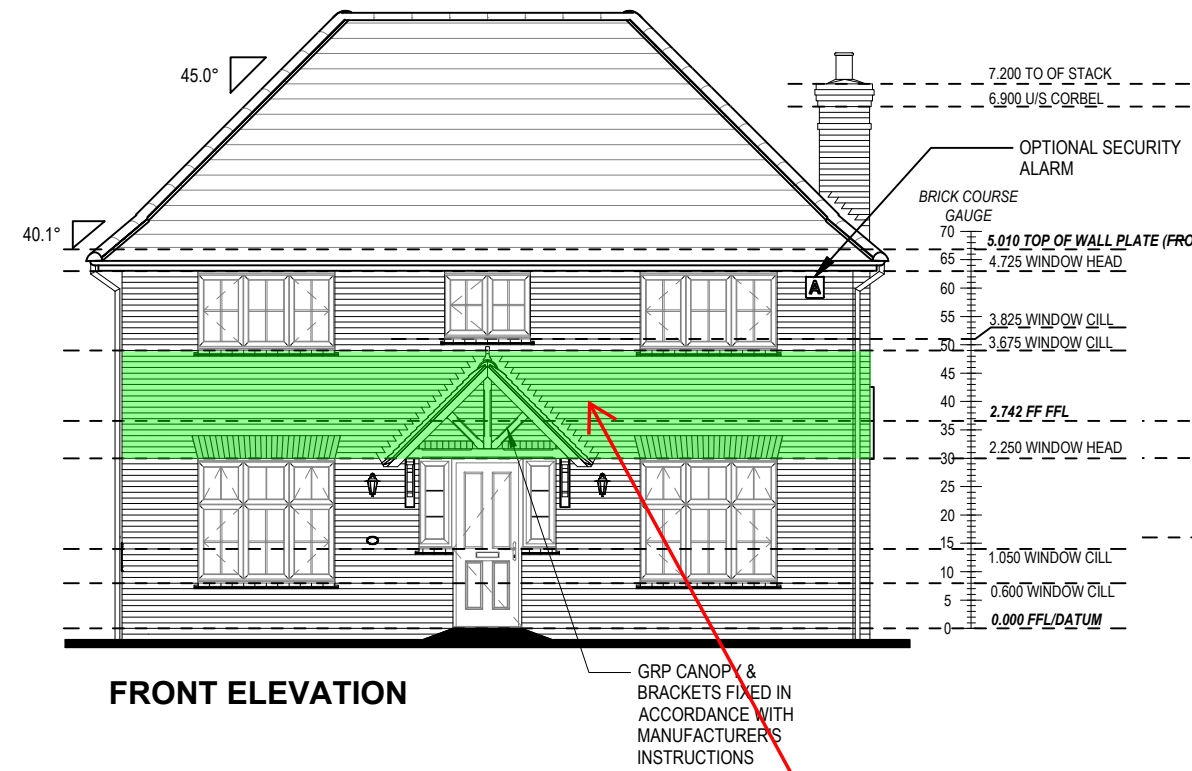 45.0°
7.200 TO OF STACK
6.900 U/S CORBEL
OPTIONAL SECURITY
ALARM
BRICK COURSE
GAUGE
40.1°
70
5.010 TOP OF WALL PLATE (FRO
65
4.725 WINDOW HEAD
A
60
55
3.825 WINDOW CILL
50
3.675 WINDOW CILL
45
40
2.742 FF FFL
35
2.250 WINDOW HEAD
30
25
20
15
1.050 WINDOW CILL
10
0.600 WINDOW CILL
5
0.000 FFL/DATUM
0
GRP CANOPY &
BRACKETS FIXED IN
ACCORDANCE WITH
MANUFACTURER'S
INSTRUCTIONS
FRONT ELEVATION